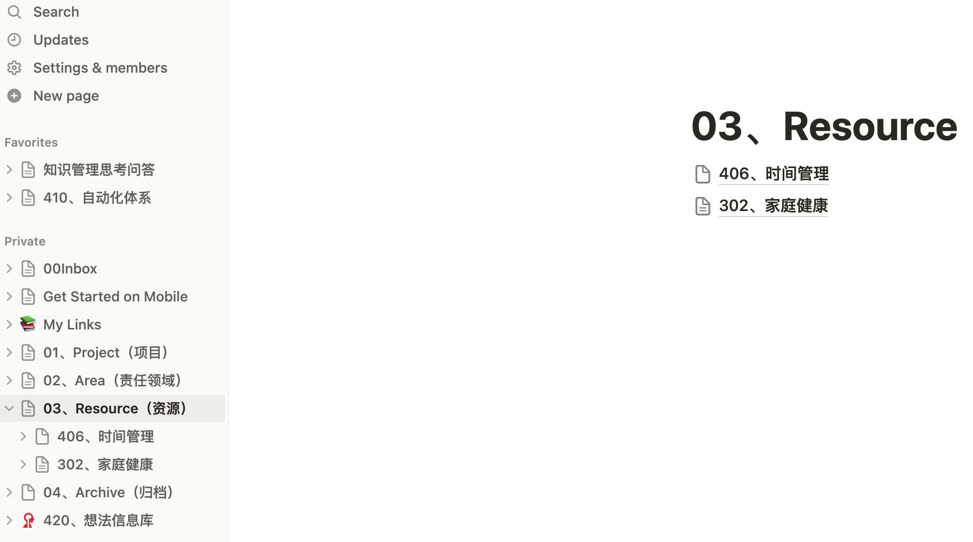 Search
Updates
Settings & members
New page
Favorites
知识管理思考问答
410、自动化体系
Private
00Inbox
Get Started on Mobile
My Links
01、Project（项目）
02、Area（责任领域）
03、Resource（资源）
406、时间管理
302、家庭健康
04、Archive（归档）
420、想法信息库
03、Resource
406、时间管理
302、家庭健康